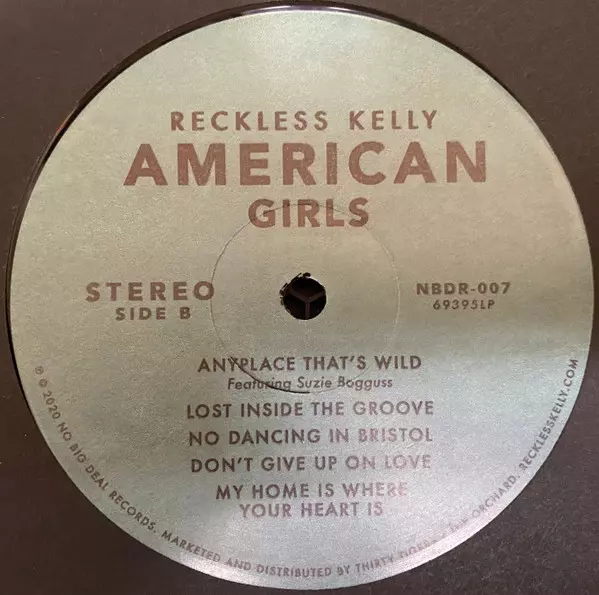 RECKLESS KELLY
AMERICAN
GIRLS
STEREO
SIDE B
NBDR-007
69395LP
ANYPLACE THAT'S WILD
Featuring Suzie Bogguss
LOST INSIDE THE GROOVE
NO DANCING IN BRISTOL
DON'T GIVE UP ON LOVE
MY HOME IS WHERE
YOUR HEART IS
℗ © 2020 NO BIG DEAL RECORDS. MARKETED AND DISTRIBUTED BY THIRTY TIGERS / THE ORCHARD. RECKLESSKELLY.COM